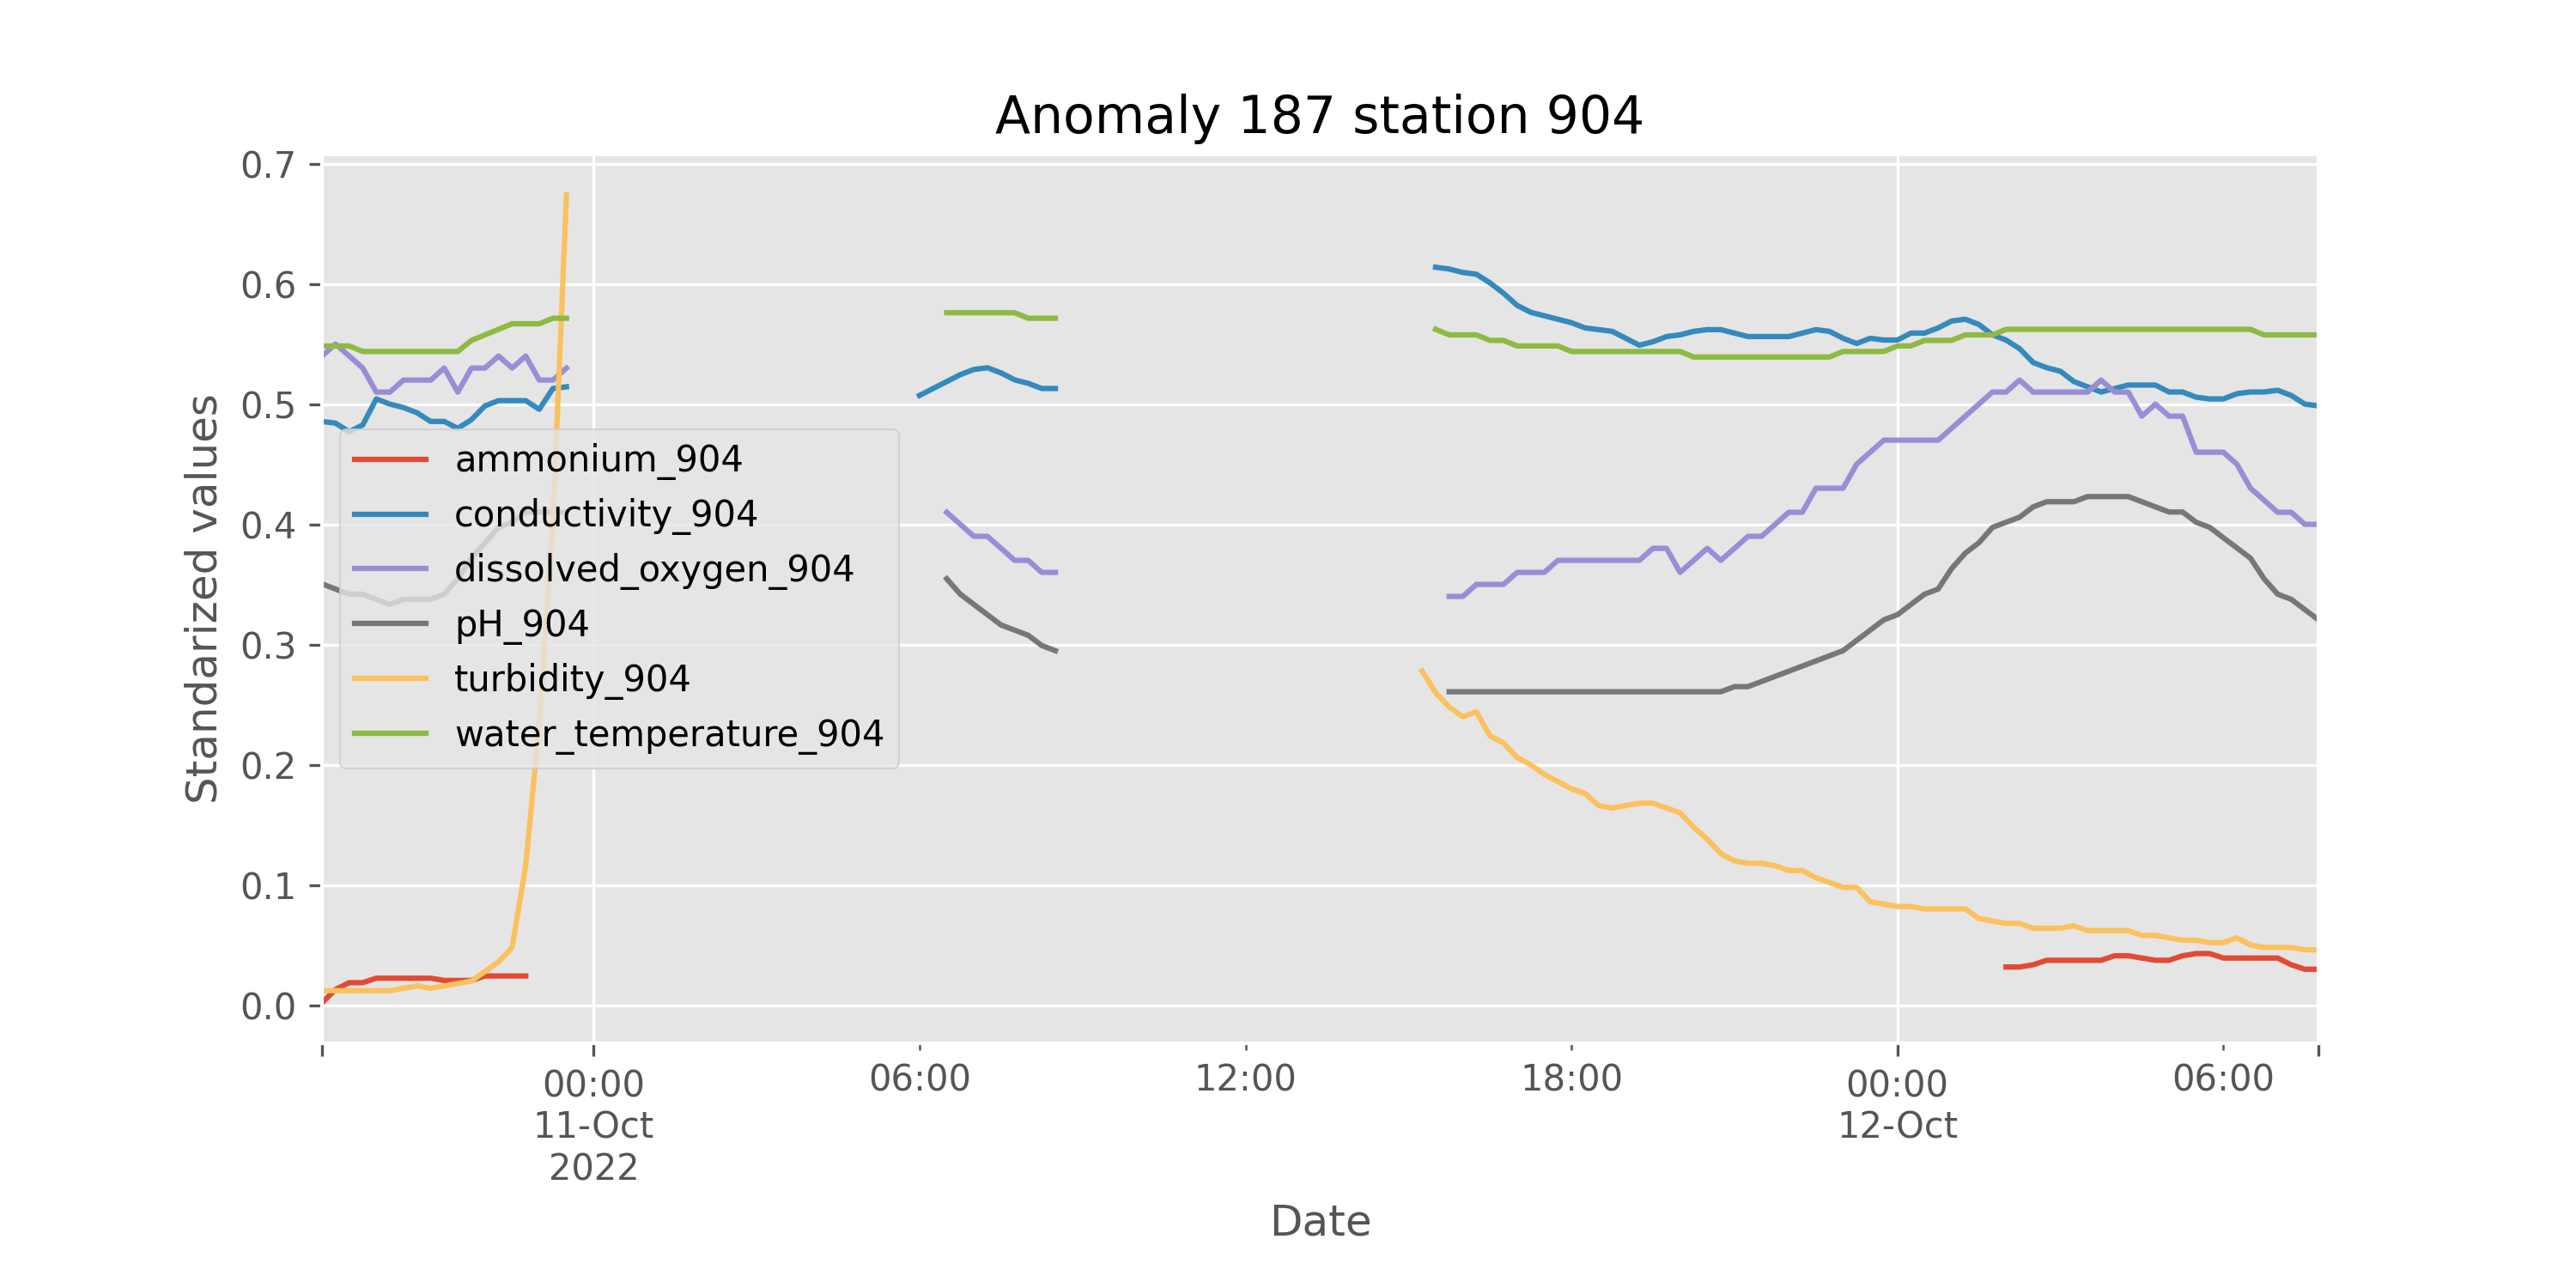 Anomaly 187 station 904
0.7
0.6
0.5
0.4
0.3
0.2
0.1
0.0
Standarized values
ammonium_904
conductivity_904
dissolved_oxygen_904
pH_904
turbidity_904
water_temperature_904
00:00
11-Oct
2022
06:00
12:00
18:00
00:00
12-Oct
06:00
Date